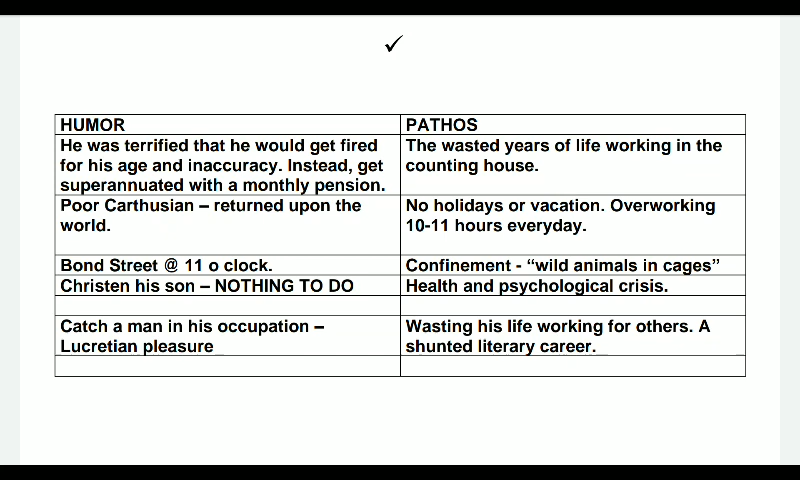 ✓
HUMOR
PATHOS
He was terrified that he would get fired
for his age and inaccuracy. Instead, get
superannuated with a monthly pension.
The wasted years of life working in the
counting house.
Poor Carthusian – returned upon the
world.
No holidays or vacation. Overworking
10-11 hours everyday.
Bond Street @ 11 o clock.
Confinement - “wild animals in cages”
Christen his son – NOTHING TO DO
Health and psychological crisis.
Catch a man in his occupation –
Lucretian pleasure
Wasting his life working for others. A
shunted literary career.